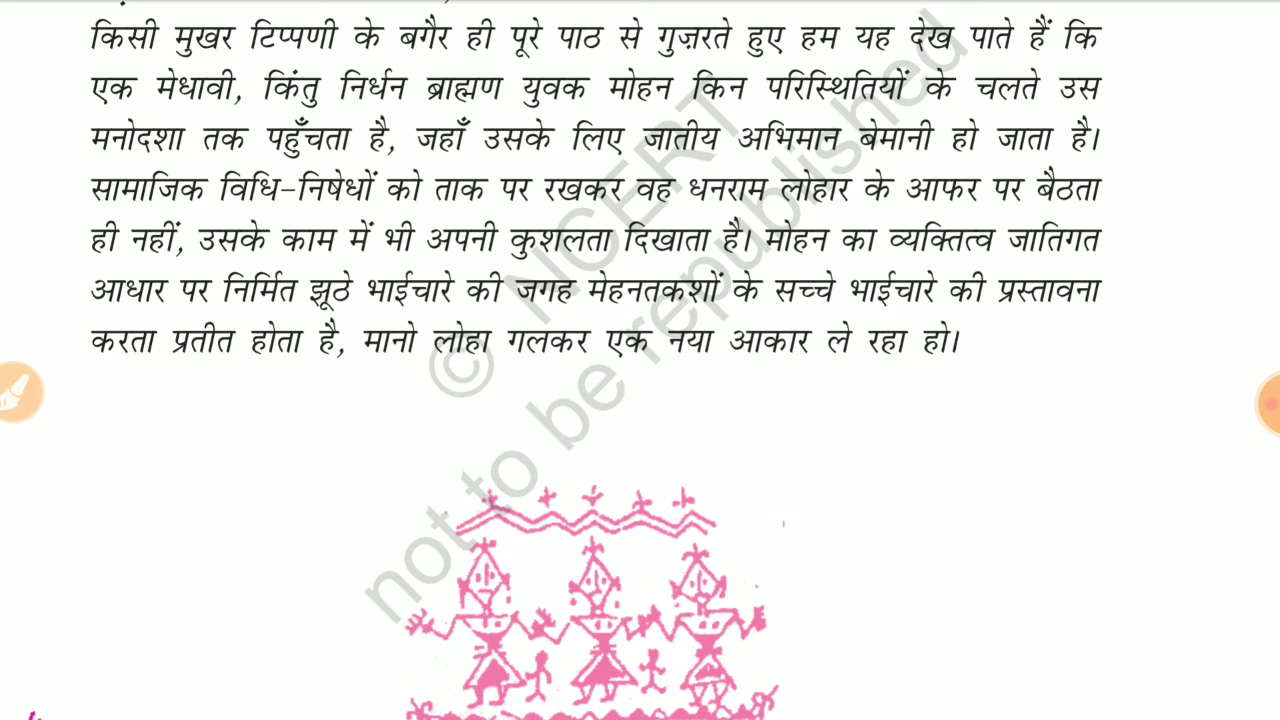 किसी मुखर टिप्पणी के बगैर ही पूरे पाठ से गुज़रते हुए हम यह देख पाते हैं कि
एक मेधावी, किंतु निर्धन ब्राह्मण युवक मोहन किन परिस्थितियों के चलते उस
मनोदशा तक पहुँचता है, जहाँ उसके लिए जातीय अभिमान बेमानी हो जाता है।
सामाजिक विधि-निषेधों को ताक पर रखकर वह धनराम लोहार के आफर पर बैठता
ही नहीं, उसके काम में भी अपनी कुशलता दिखाता है। मोहन का व्यक्तित्व जातिगत
आधार पर निर्मित झूठे भाईचारे की जगह मेहनतकशों के सच्चे भाईचारे की प्रस्तावना
करता प्रतीत होता है, मानो लोहा गलकर एक नया आकार ले रहा हो।
© NCERT
not to be republished